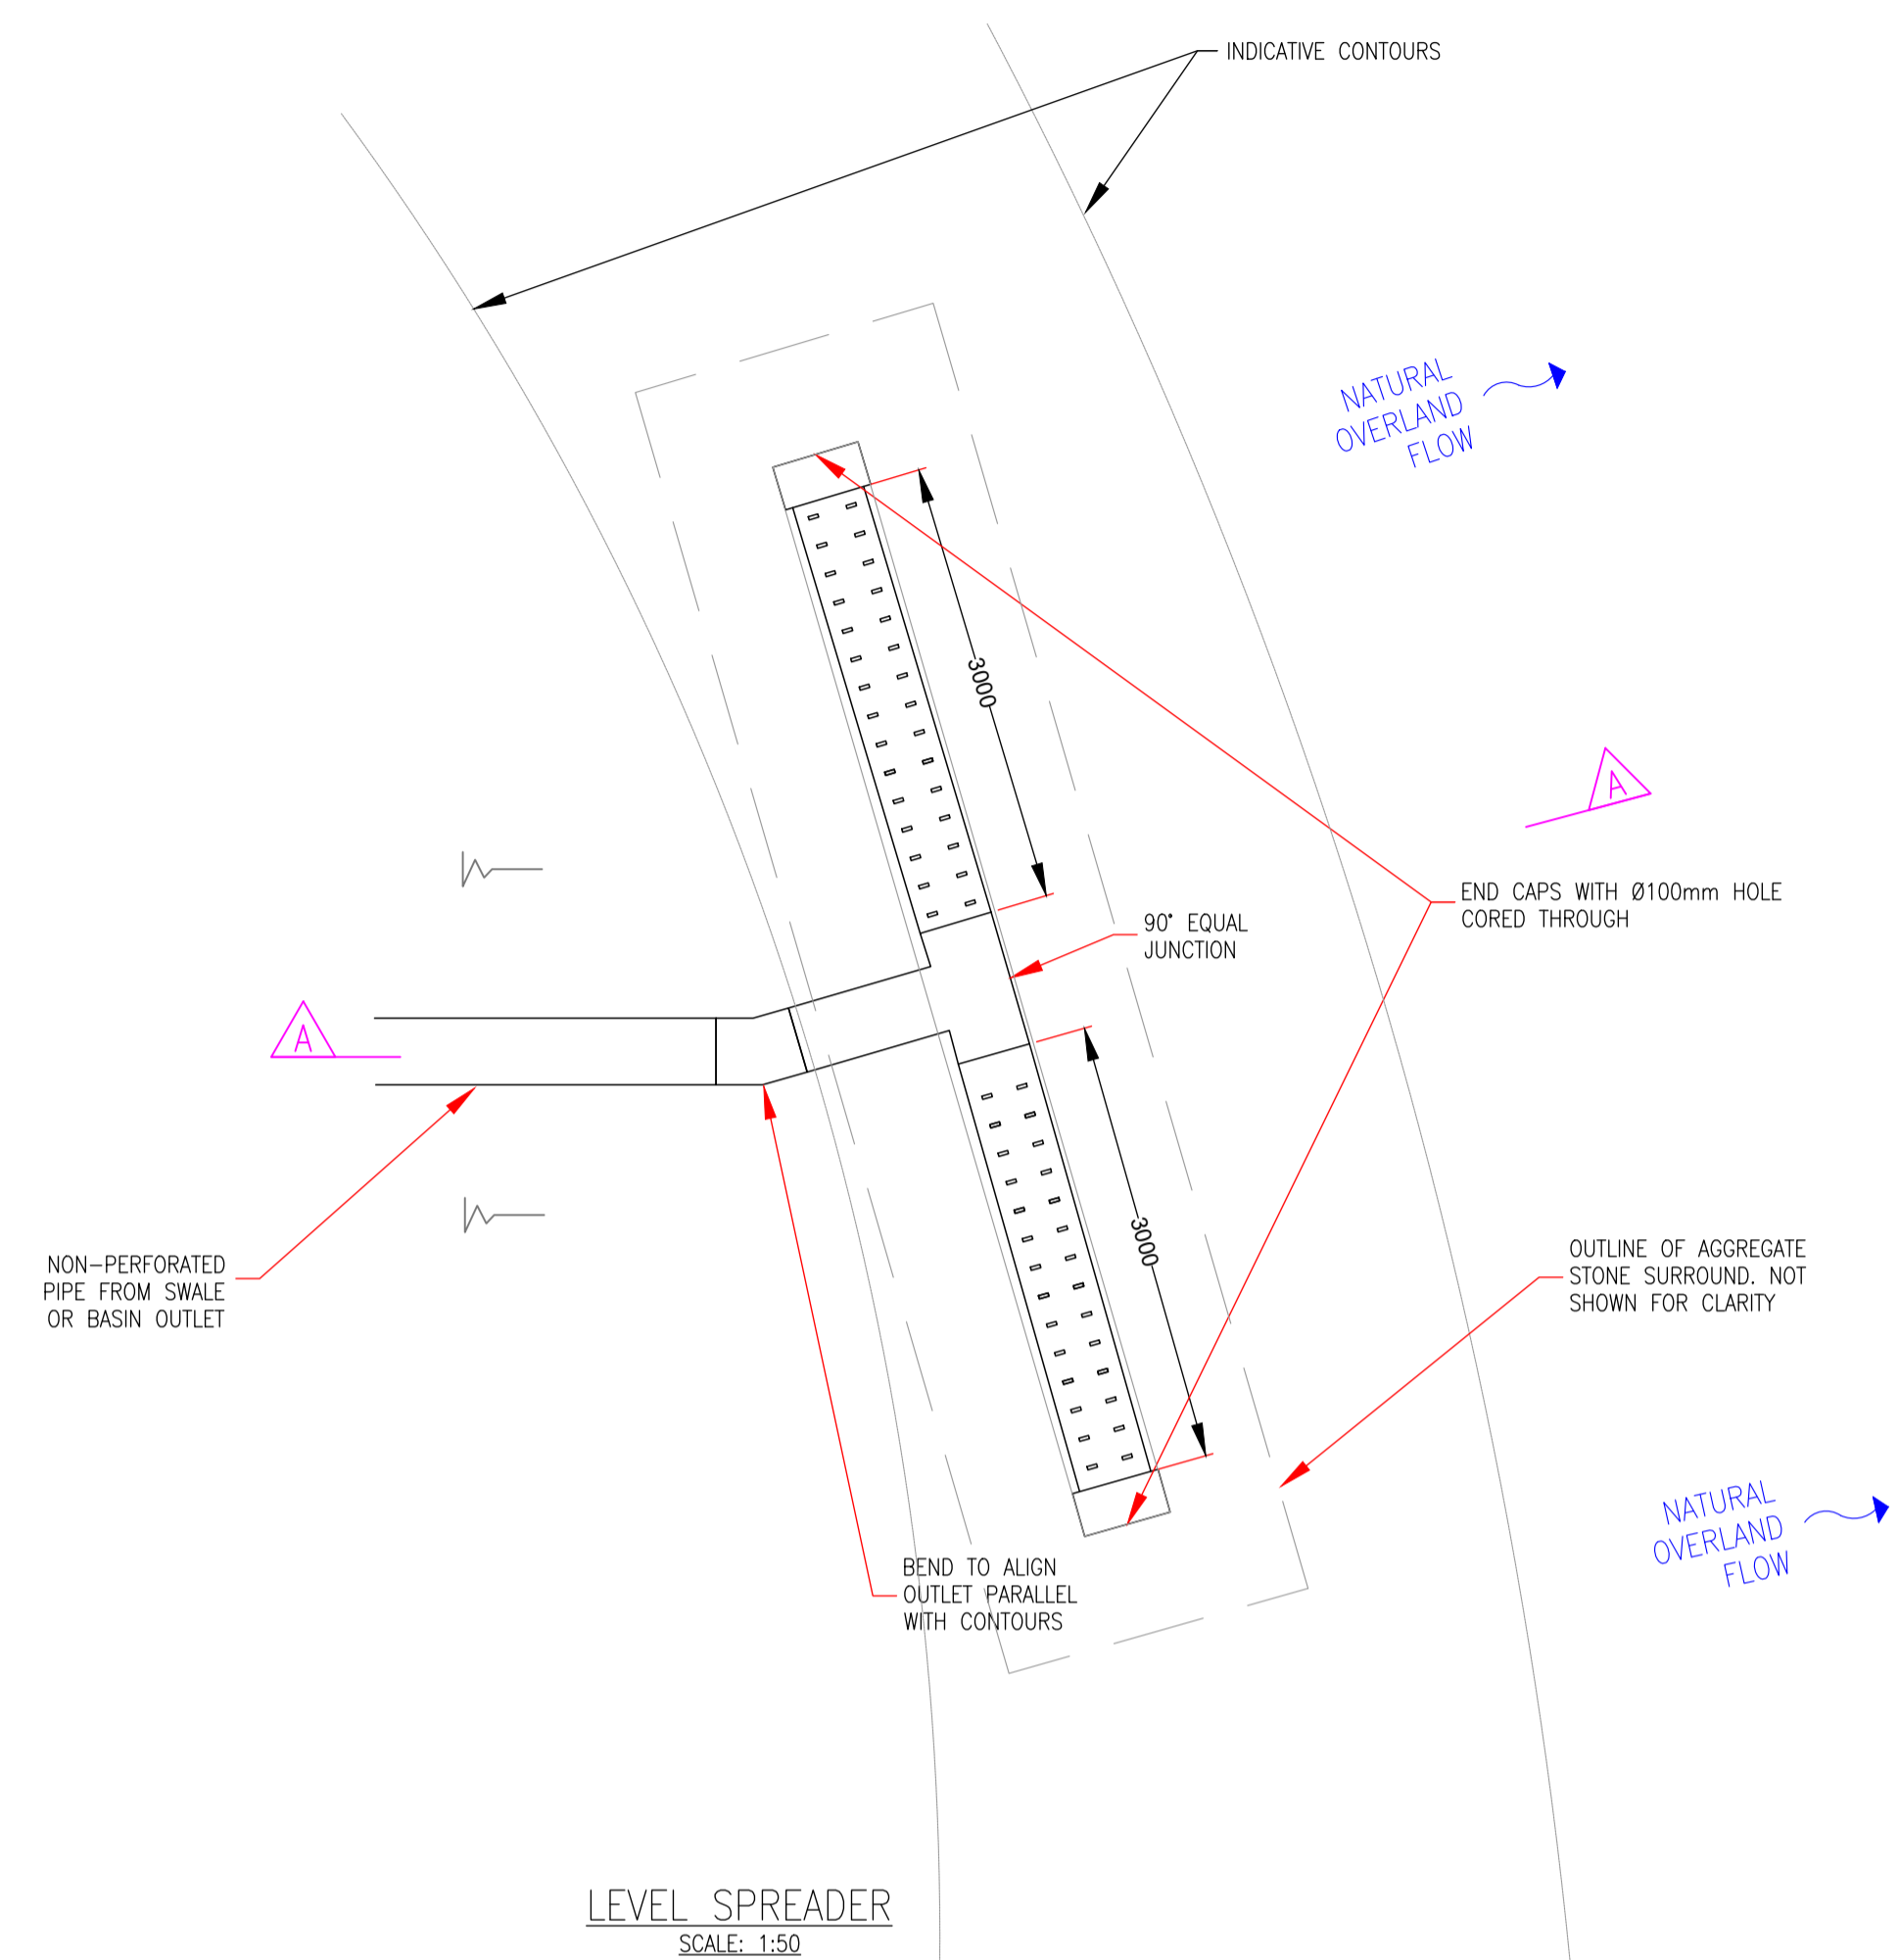 INDICATIVE CONTOURS
NATURAL
OVERLAND
FLOW
3000
A
END CAPS WITH Ø100mm HOLE
CORED THROUGH
90° EQUAL
JUNCTION
A
3000
NON-PERFORATED
PIPE FROM SWALE
OR BASIN OUTLET
OUTLINE OF AGGREGATE
STONE SURROUND. NOT
SHOWN FOR CLARITY
NATURAL
OVERLAND
FLOW
BEND TO ALIGN
OUTLET PARALLEL
WITH CONTOURS
LEVEL SPREADER
SCALE: 1:50